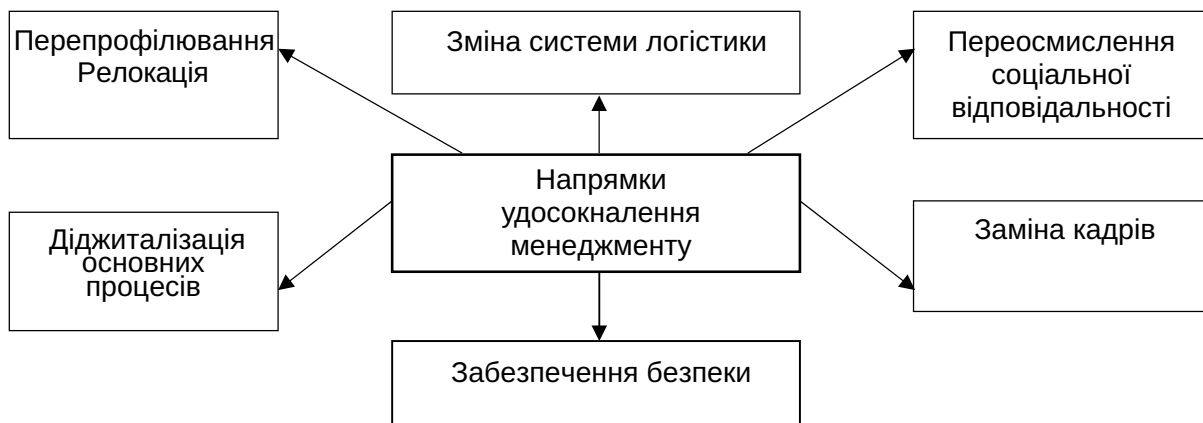 Перепрофілювання
Релокація
Зміна системи логістики
Переосмислення
соціальної
відповідальності
Напрямки
удосокналення
менеджменту
Діджиталізація
основних
процесів
Заміна кадрів
Забезпечення безпеки